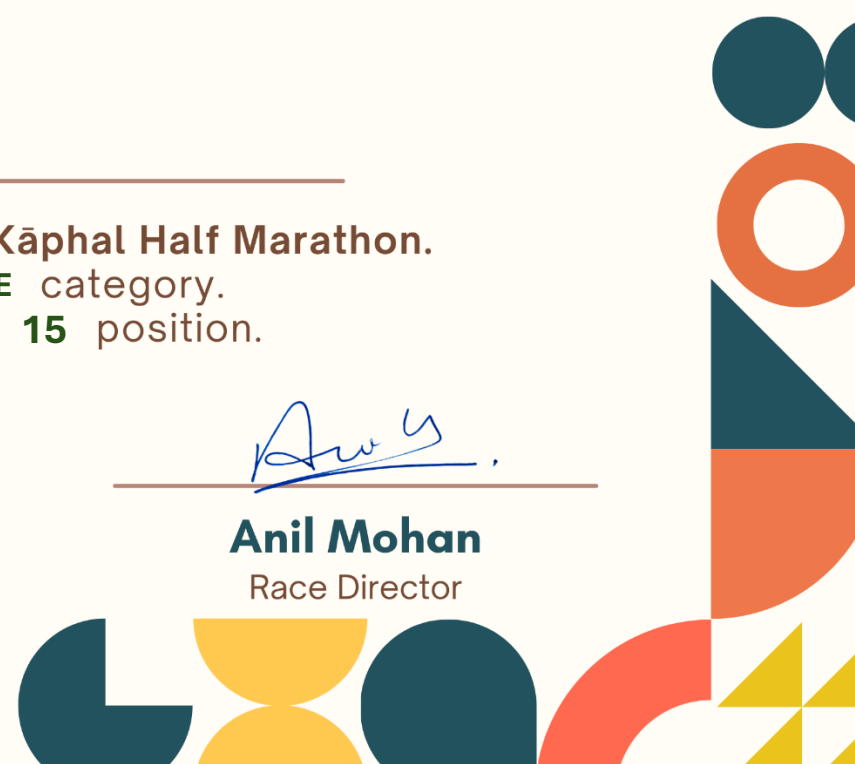 Kāphal Half Marathon.
E category.
15 position.
Anil Mohan
Race Director